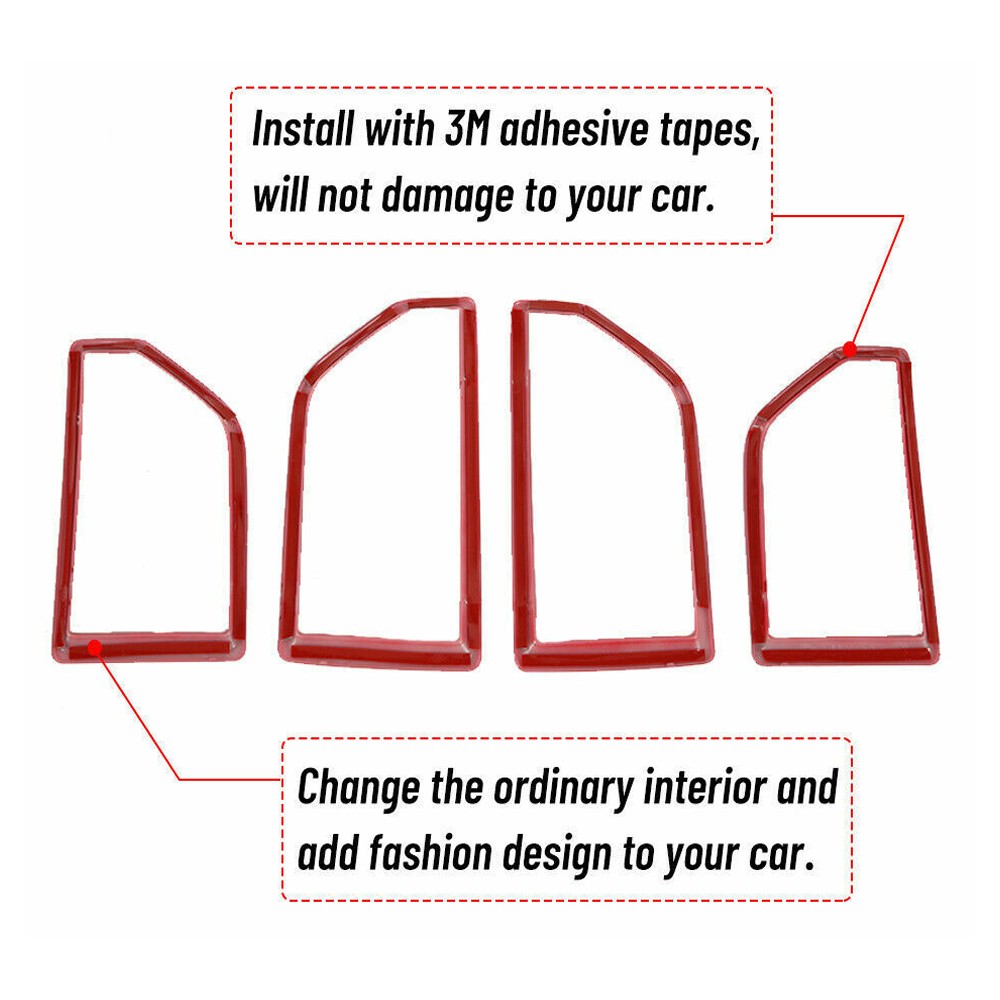 Install with 3M adhesive tapes,
will not damage to your car.
Change the ordinary interior and
add fashion design to your car.